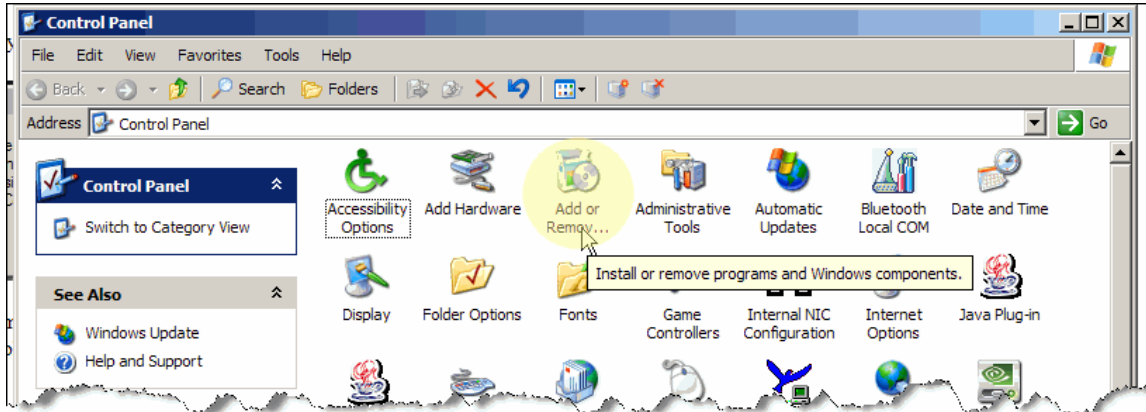 Control Panel
File Edit View Favorites Tools Help
Back Search Folders
Address Control Panel Go
Control Panel
Switch to Category View
See Also
Windows Update
Help and Support
Accessibility Options
Add Hardware
Add or Remov...
Administrative Tools
Automatic Updates
Bluetooth Local COM
Date and Time
Install or remove programs and Windows components.
Display
Folder Options
Fonts
Game Controllers
Internal NIC Configuration
Internet Options
Java Plug-in